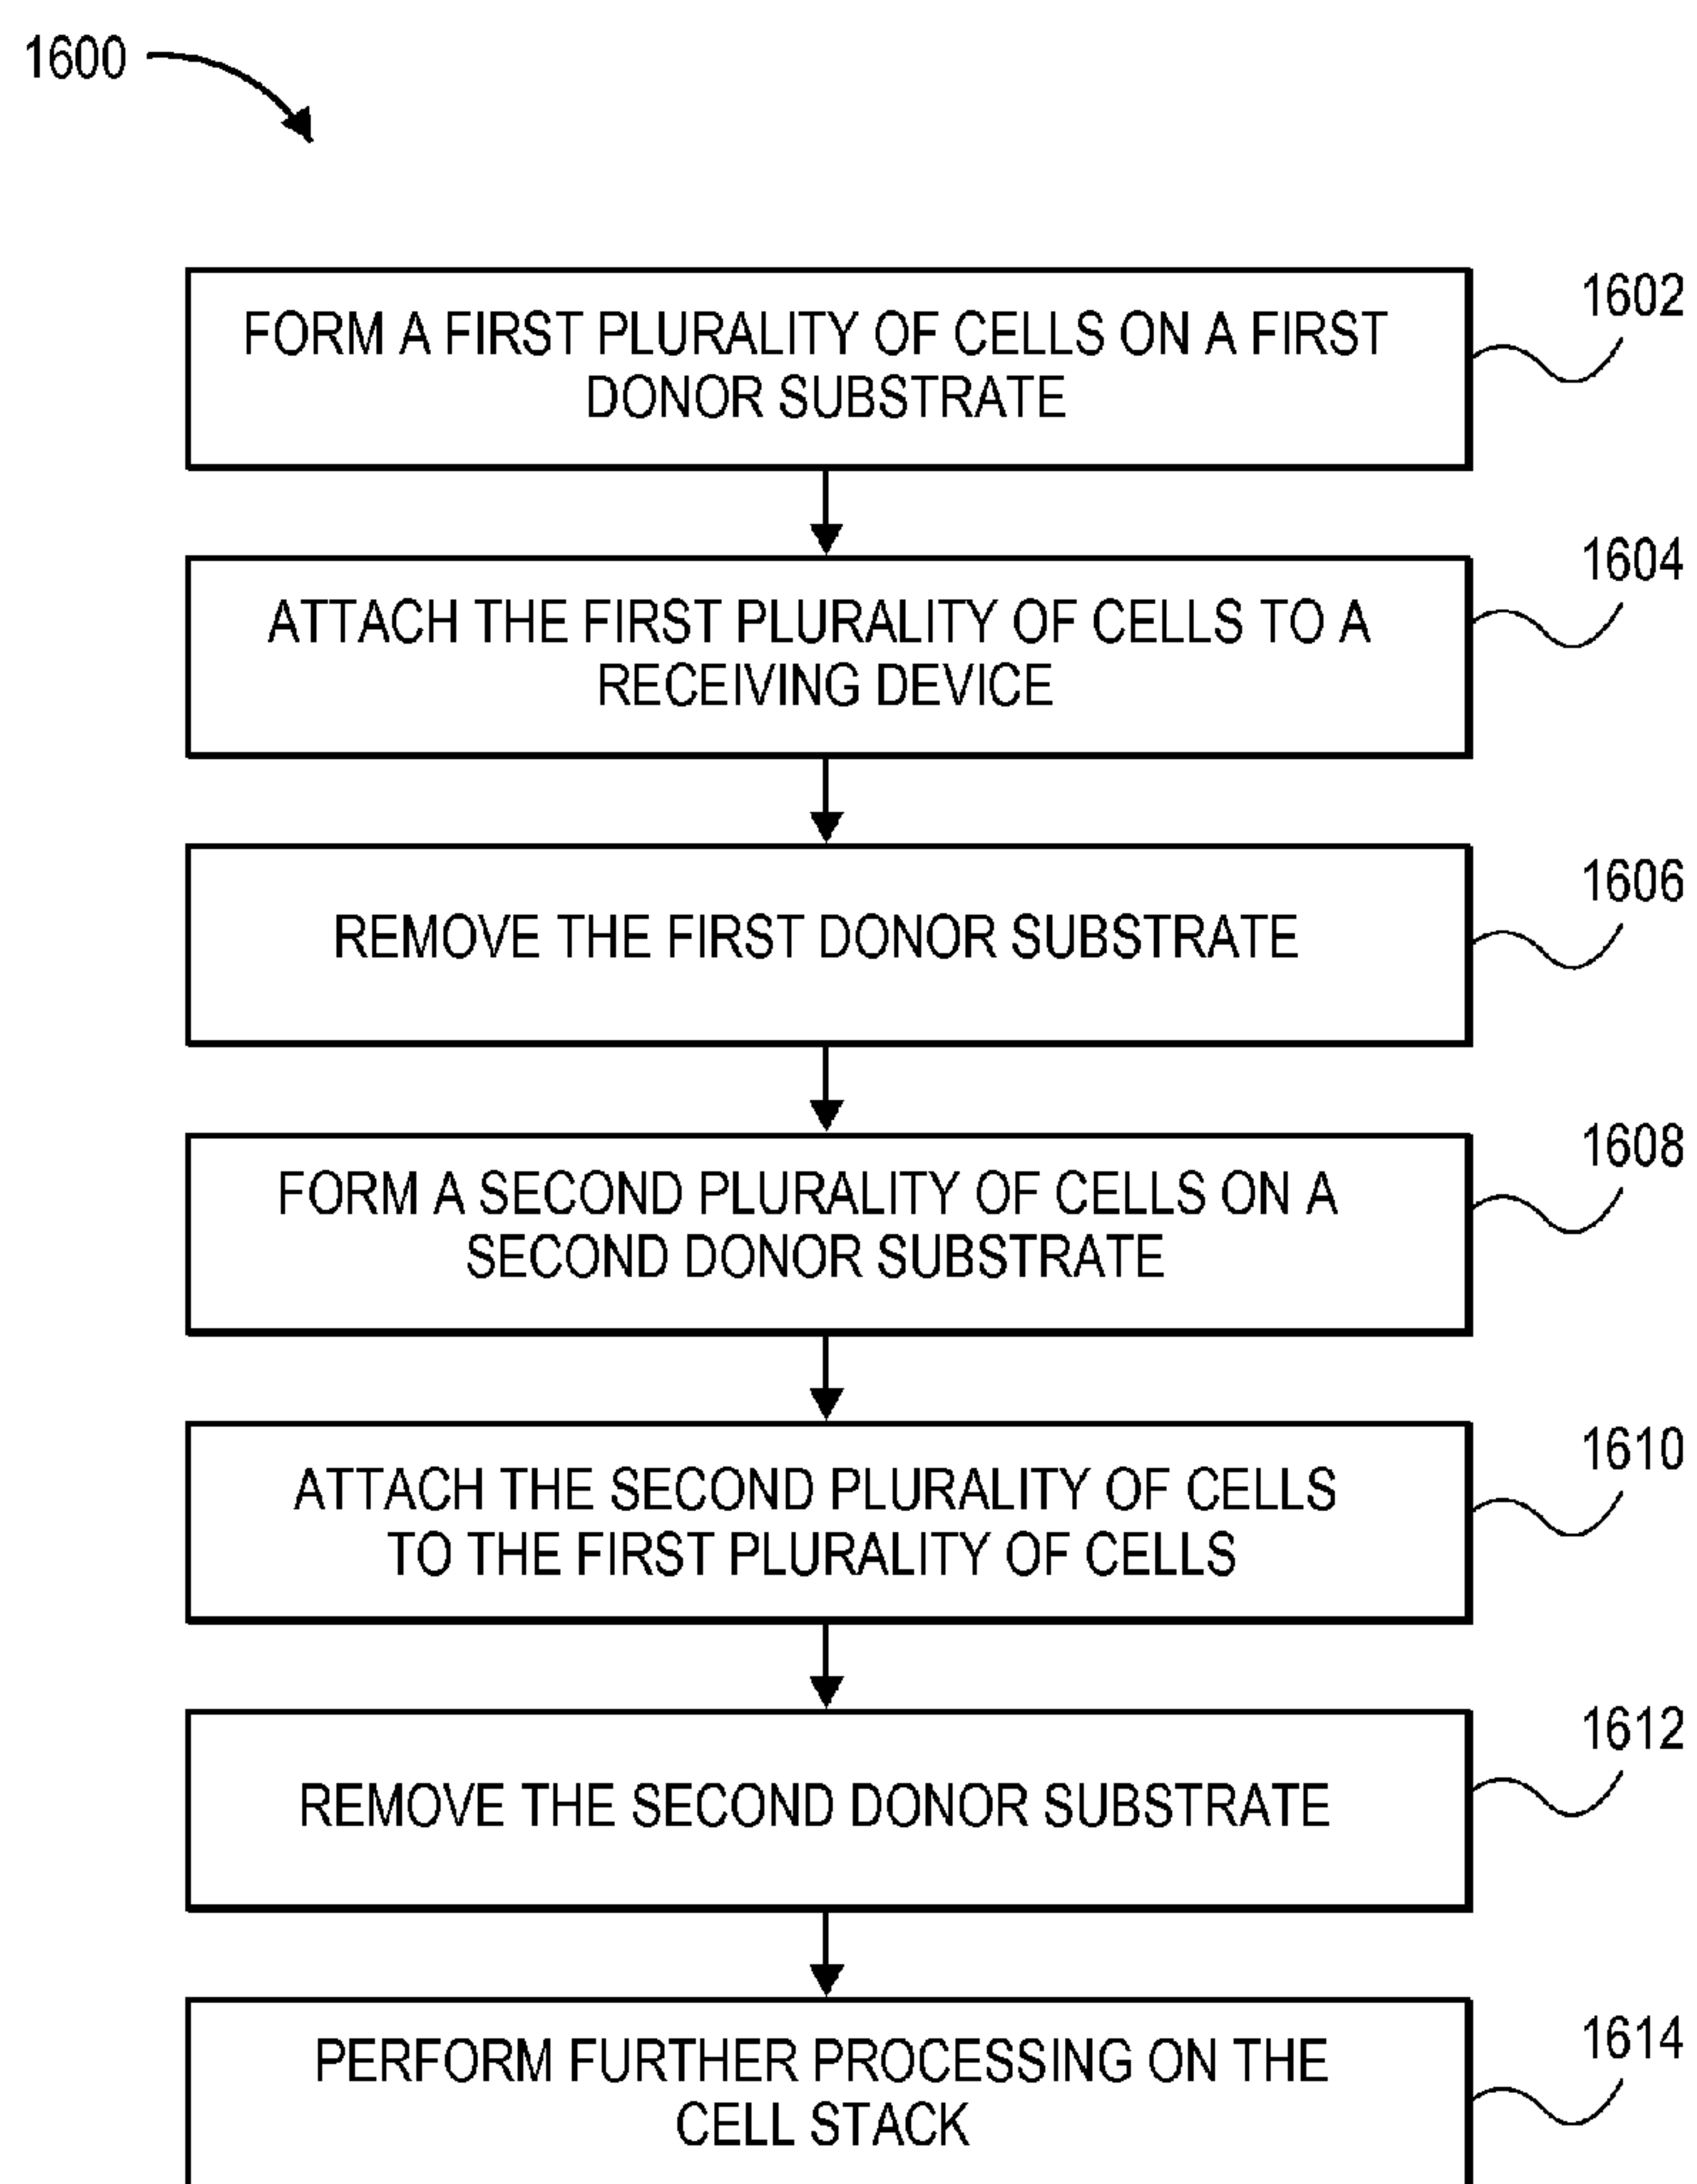 1600
FORM A FIRST PLURALITY OF CELLS ON A FIRST
DONOR SUBSTRATE
1602
ATTACH THE FIRST PLURALITY OF CELLS TO A
RECEIVING DEVICE
1604
REMOVE THE FIRST DONOR SUBSTRATE
1606
FORM A SECOND PLURALITY OF CELLS ON A
SECOND DONOR SUBSTRATE
1608
ATTACH THE SECOND PLURALITY OF CELLS
TO THE FIRST PLURALITY OF CELLS
1610
REMOVE THE SECOND DONOR SUBSTRATE
1612
PERFORM FURTHER PROCESSING ON THE
CELL STACK
1614